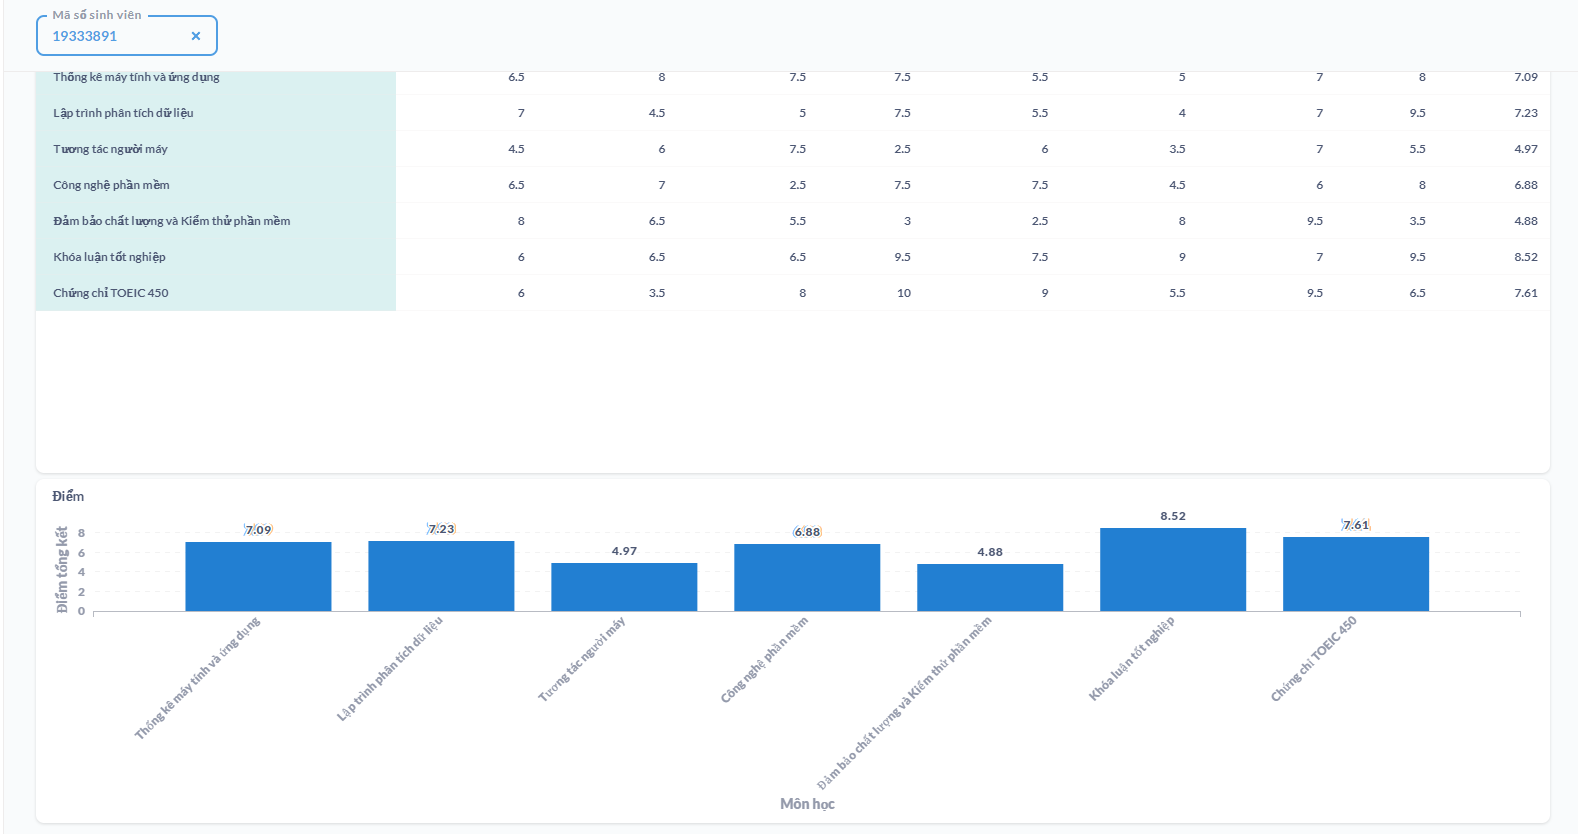 Mã số sinh viên
19333891 ×
Thống kê máy tính và ứng dụng 6.5 8 7.5 7.5 5.5 5 7 8 7.09
Lập trình phân tích dữ liệu 7 4.5 5 7.5 5.5 4 7 9.5 7.23
Tương tác người máy 4.5 6 7.5 2.5 6 3.5 7 5.5 4.97
Công nghệ phần mềm 6.5 7 2.5 7.5 7.5 4.5 6 8 6.88
Đảm bảo chất lượng và Kiểm thử phần mềm 8 6.5 5.5 3 2.5 8 9.5 3.5 4.88
Khóa luận tốt nghiệp 6 6.5 6.5 9.5 7.5 9 7 9.5 8.52
Chứng chỉ TOEIC 450 6 3.5 8 10 9 5.5 9.5 6.5 7.61
Điểm
Điểm tổng kết
8
6
4
2
0
7.09 7.23 4.97 6.88 4.88 8.52 7.61
Thống kê máy tính và ứng dụng
Lập trình phân tích dữ liệu
Tương tác người máy
Công nghệ phần mềm
Đảm bảo chất lượng và Kiểm thử phần mềm
Khóa luận tốt nghiệp
Chứng chỉ TOEIC 450
Môn học